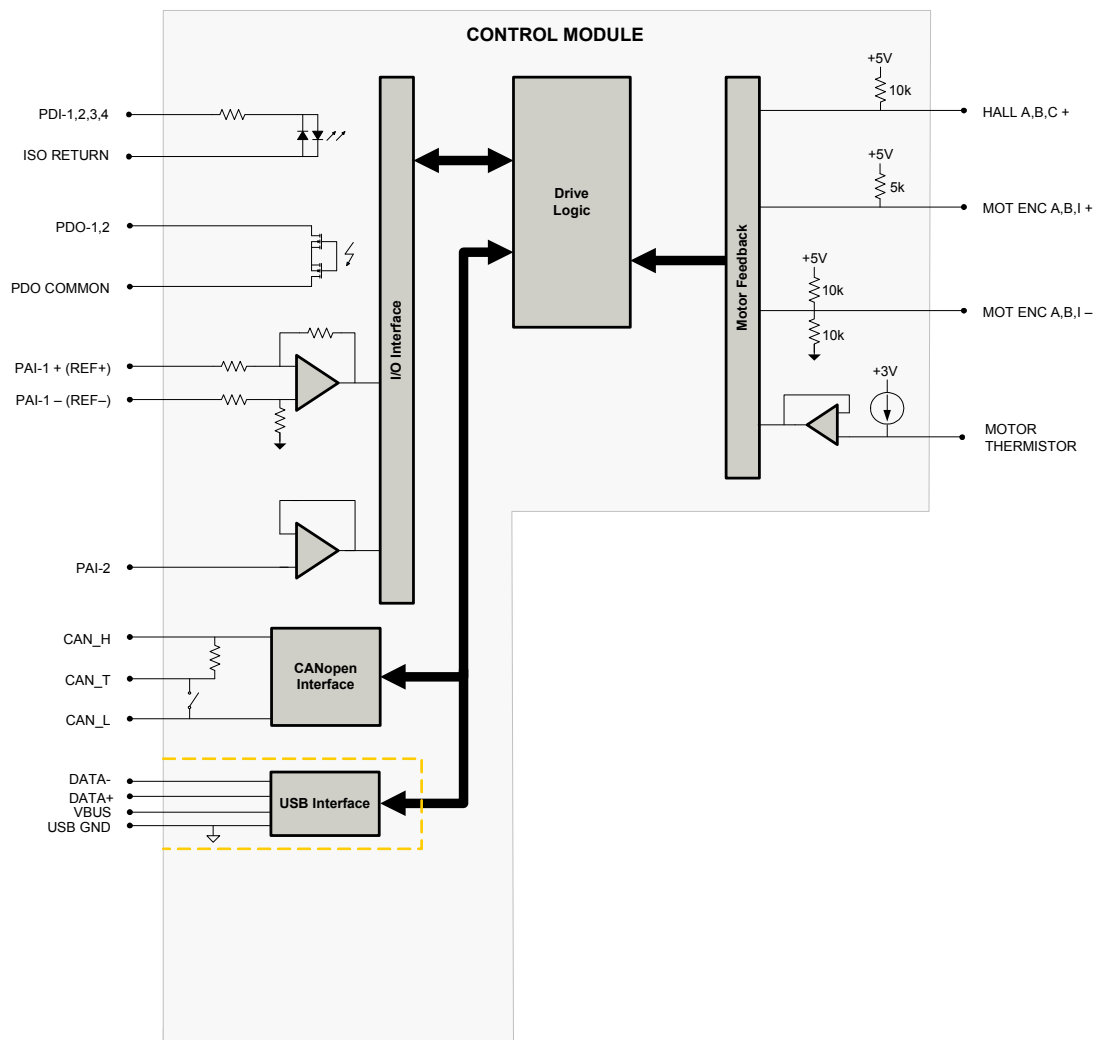 CONTROL MODULE
PDI-1,2,3,4
ISO RETURN
PDO-1,2
PDO COMMON
PAI-1 + (REF+)
PAI-1 – (REF–)
PAI-2
CAN_H
CAN_T
CAN_L
DATA-
DATA+
VBUS
USB GND
I/O Interface
CANopen
Interface
USB Interface
Drive
Logic
Motor Feedback
+5V
10k
HALL A,B,C +
+5V
5k
MOT ENC A,B,I +
+5V
10k
MOT ENC A,B,I –
10k
+3V
MOTOR
THERMISTOR